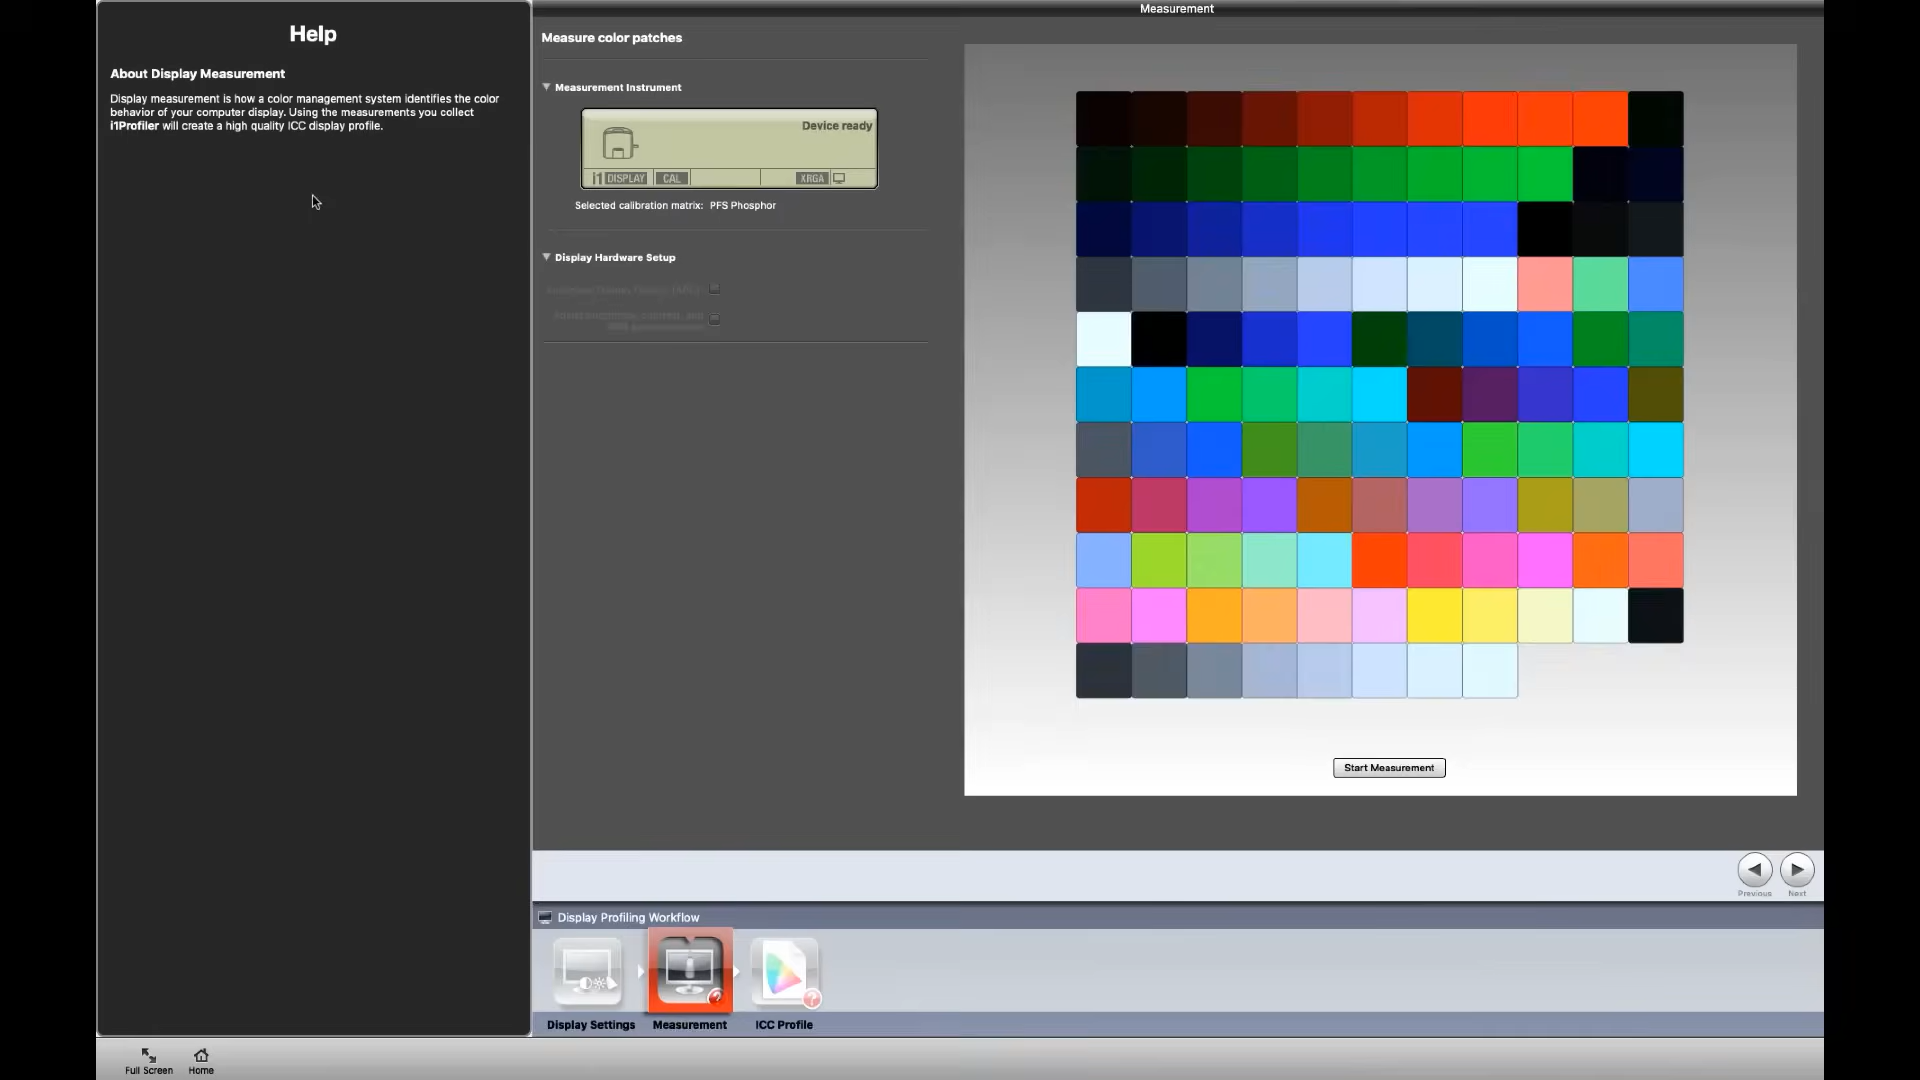 Help
About Display Measurement
Display measurement is how a color management system identifies the color
behavior of your computer display. Using the measurements you collect
i1Profiler will create a high quality ICC display profile.
Measurement
Measure color patches
Measurement Instrument
Device ready
i1 DISPLAY CAL XRGA
Selected calibration matrix: PFS Phosphor
Display Hardware Setup
Start Measurement
Previous Next
Display Profiling Workflow
Display Settings Measurement ICC Profile
Full Screen Home